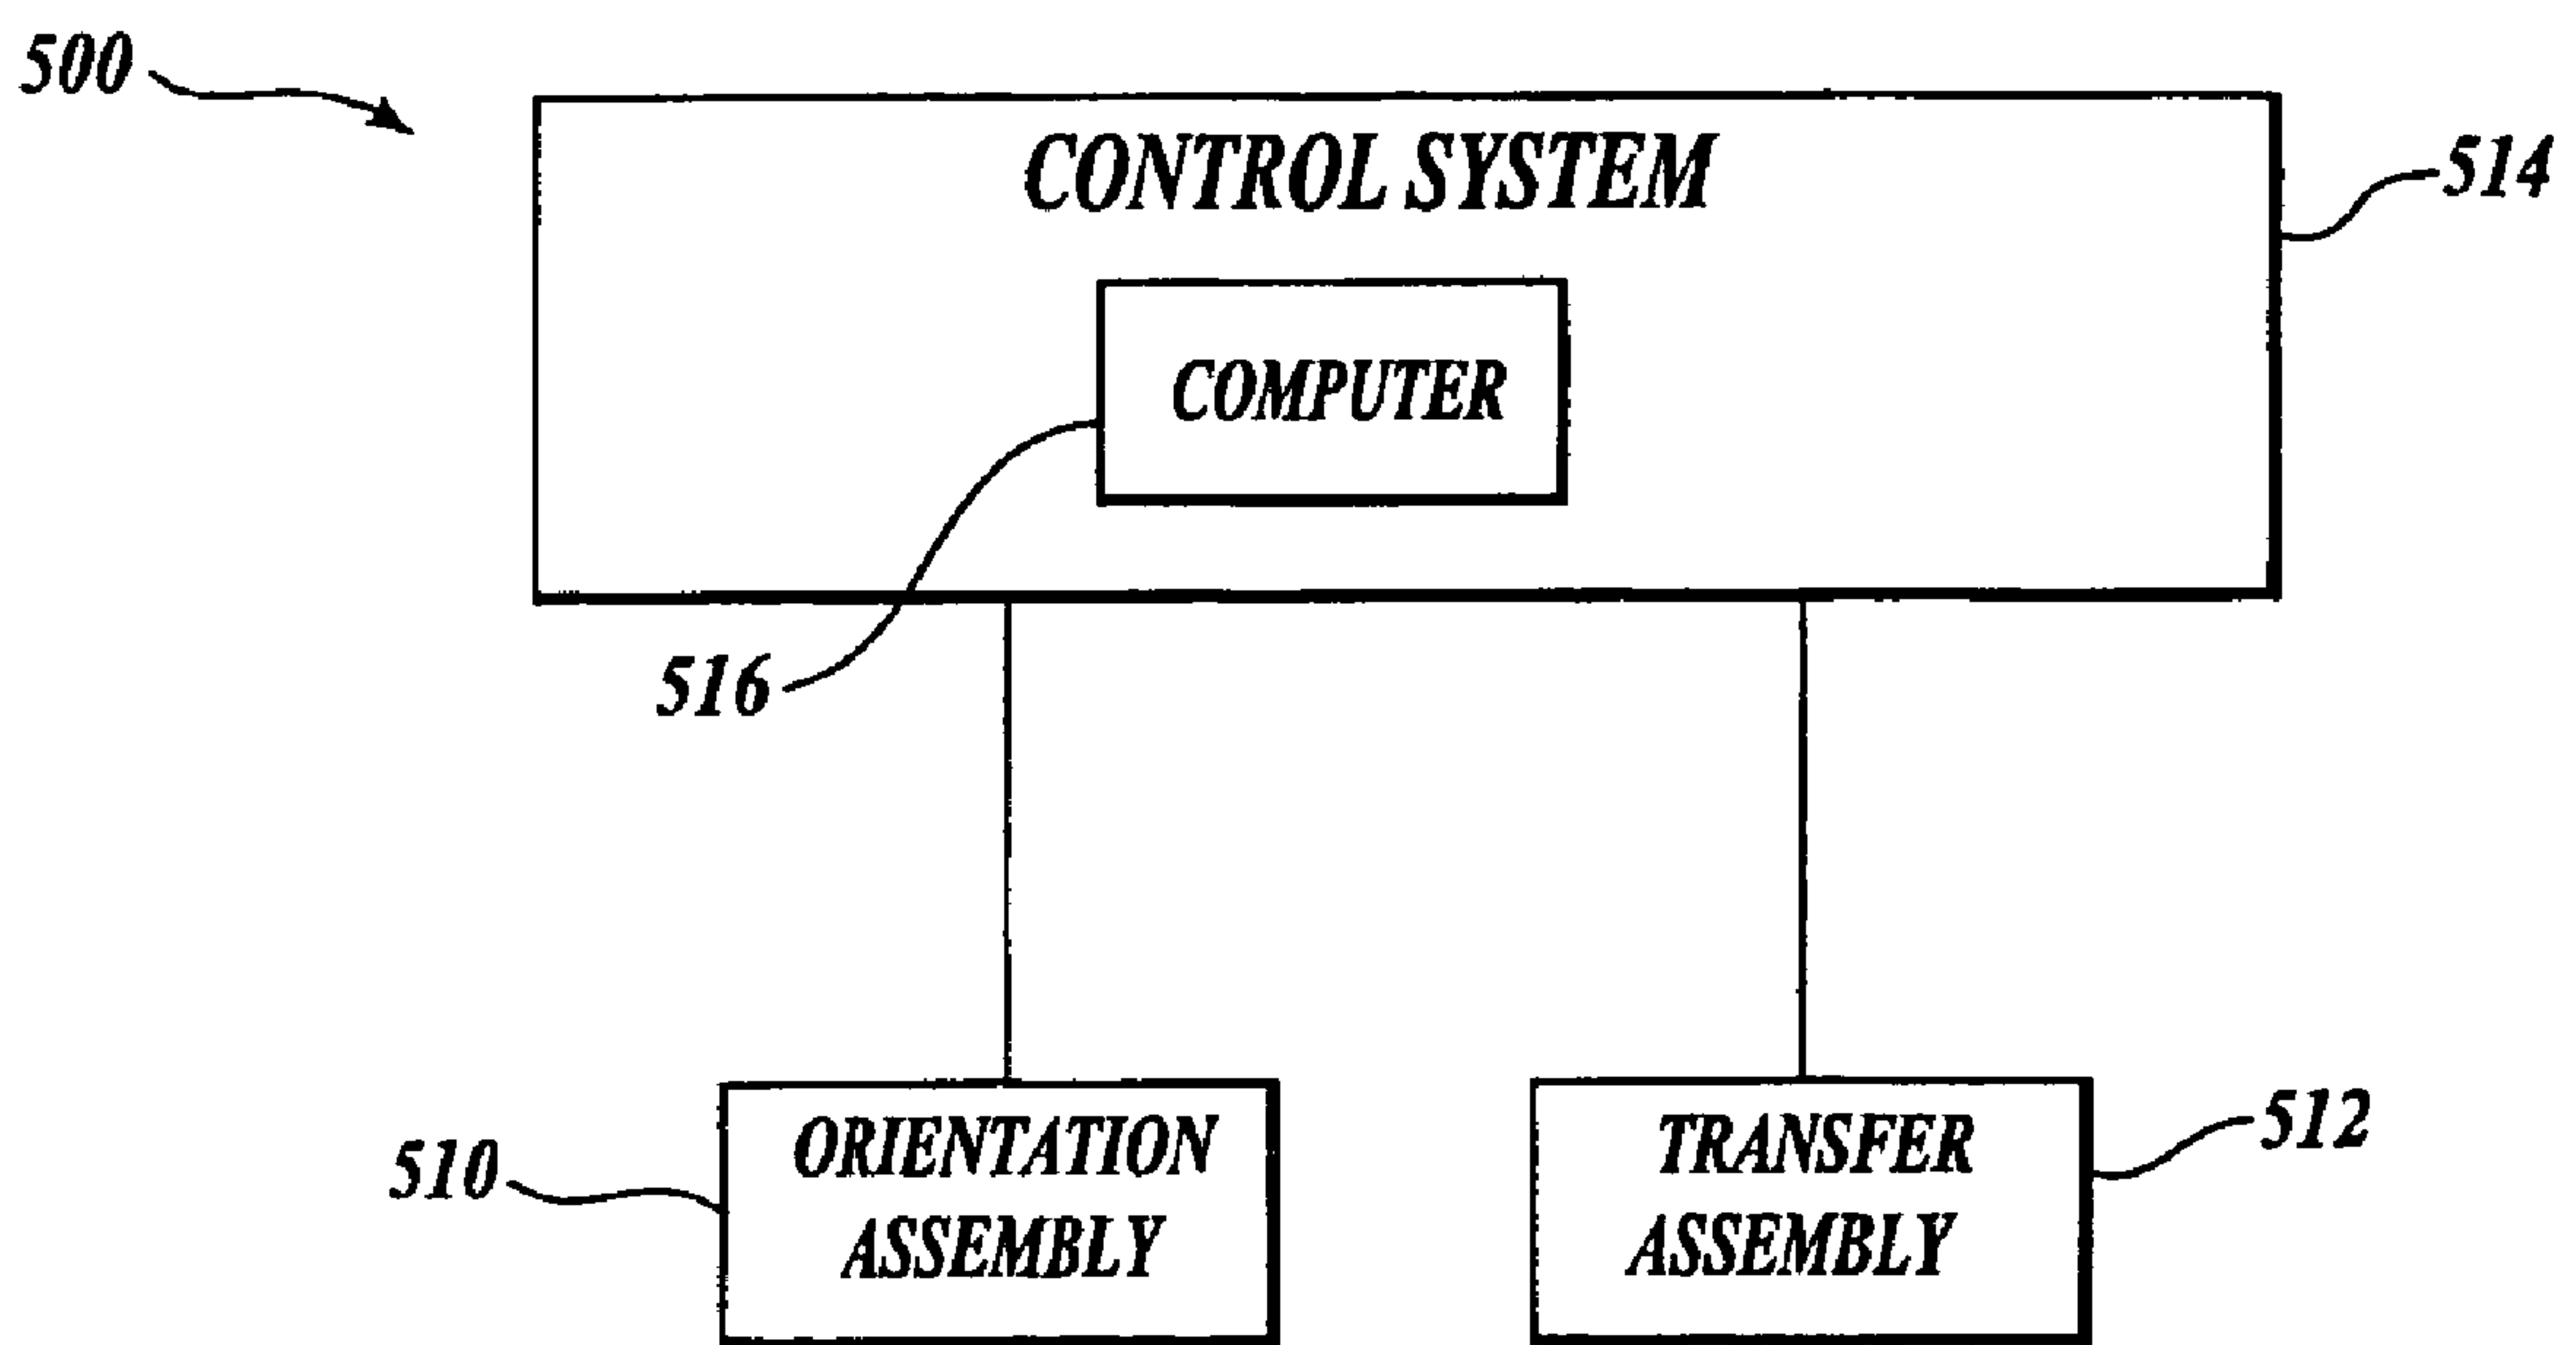 500
CONTROL SYSTEM
514
COMPUTER
516
510
ORIENTATION
ASSEMBLY
TRANSFER
ASSEMBLY
512